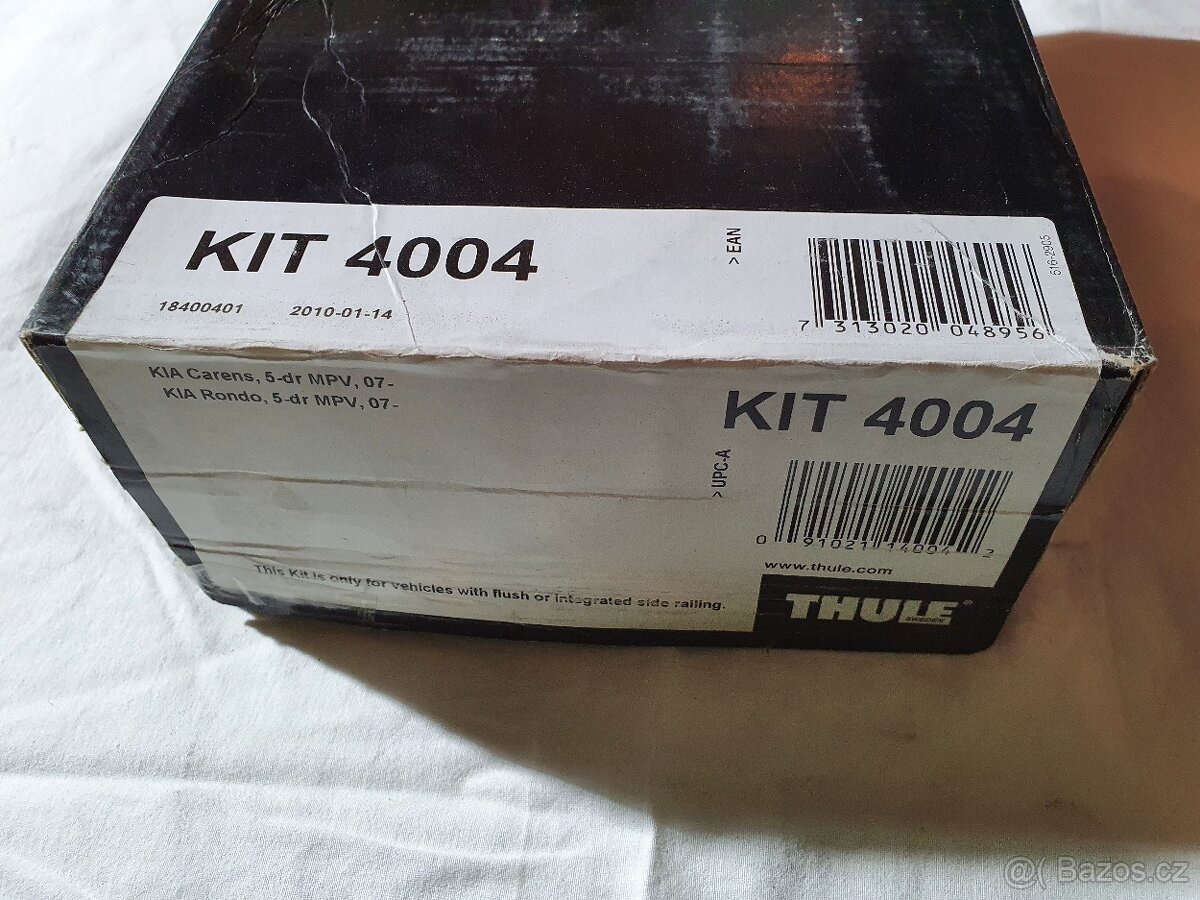 KIT 4004
18400401 2010-01-14
> EAN
7 313020 048956
516-2905
KIA Carens, 5-dr MPV, 07-
KIA Rondo, 5-dr MPV, 07-
KIT 4004
> UPC-A
0 91021 14004 2
www.thule.com
This Kit is only for vehicles with flush or integrated side railing.
THULE®
SWEDEN
@( Bazos.cz